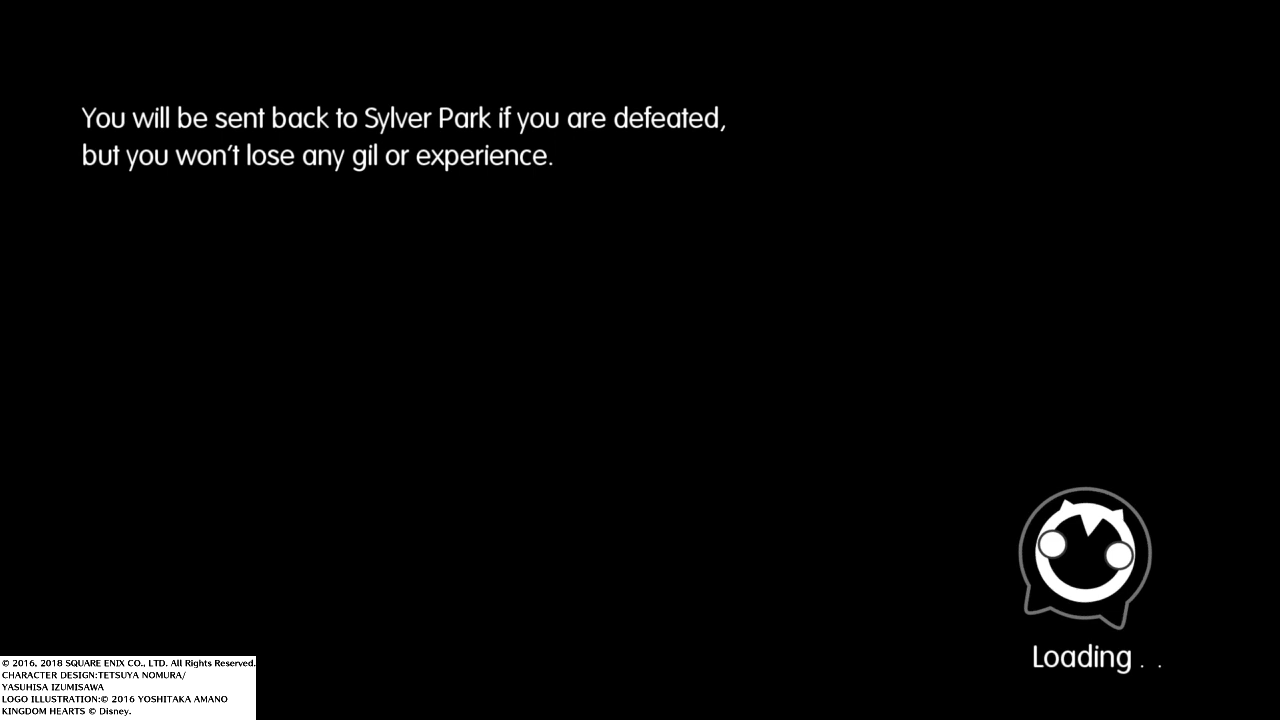 You will be sent back to Sylver Park if you are defeated,
but you won't lose any gil or experience.
Loading . .
© 2016, 2018 SQUARE ENIX CO., LTD. All Rights Reserved.
CHARACTER DESIGN:TETSUYA NOMURA/
YASUHISA IZUMISAWA
LOGO ILLUSTRATION:© 2016 YOSHITAKA AMANO
KINGDOM HEARTS © Disney.